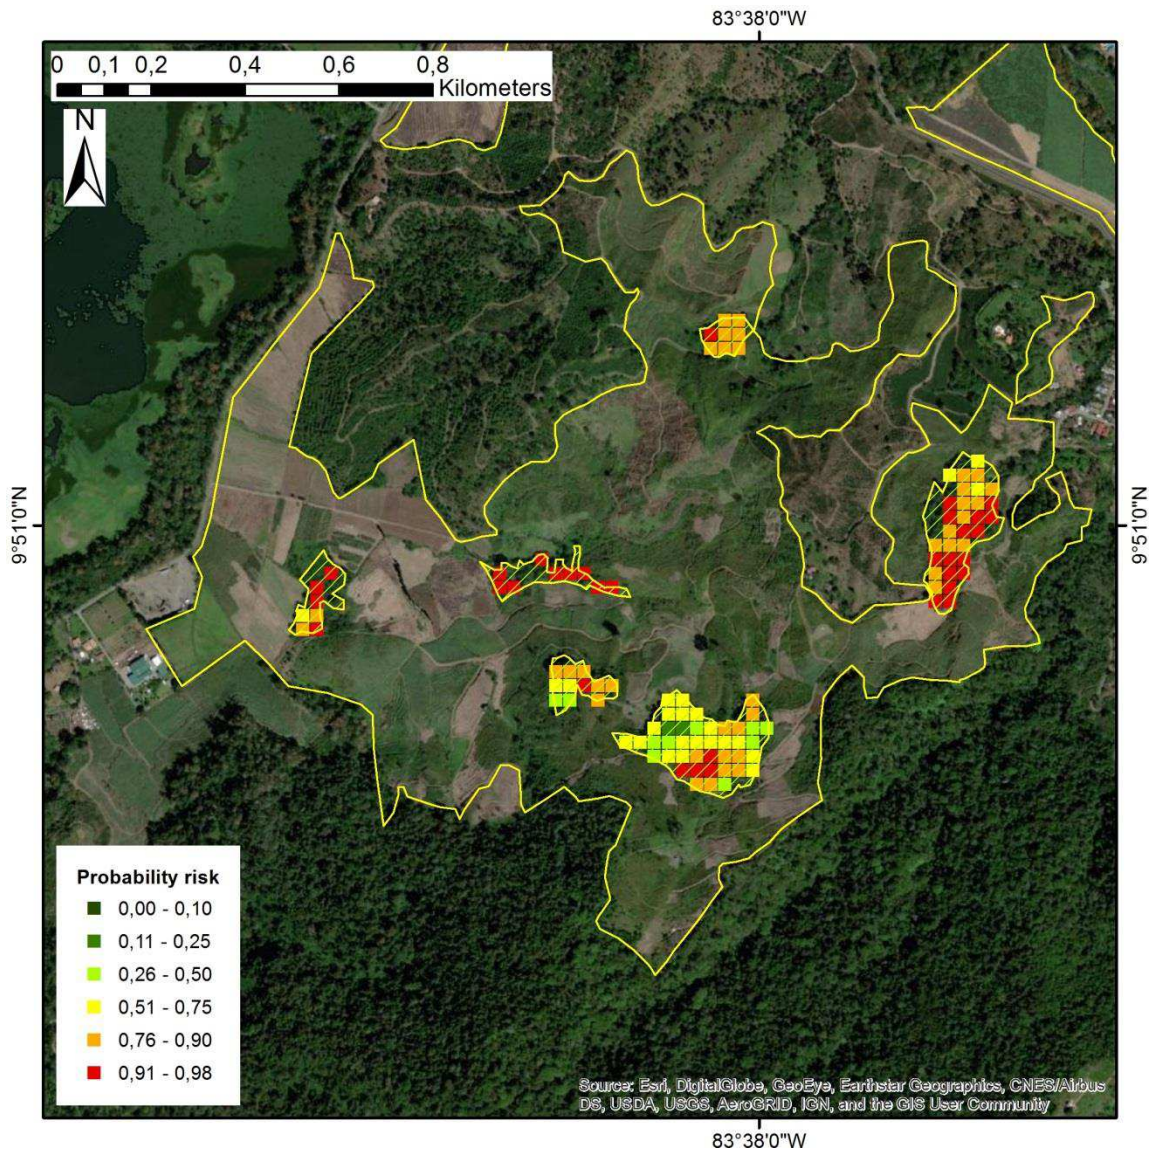 83°38'0"W
0 0,1 0,2 0,4 0,6 0,8
Kilometers
N
9°51'0"N
9°51'0"N
Probability risk
0,00 - 0,10
0,11 - 0,25
0,26 - 0,50
0,51 - 0,75
0,76 - 0,90
0,91 - 0,98
Source: Esri, DigitalGlobe, GeoEye, Earthstar Geographics, CNES/Airbus
DS, USDA, USGS, AeroGRID, IGN, and the GIS User Community
83°38'0"W